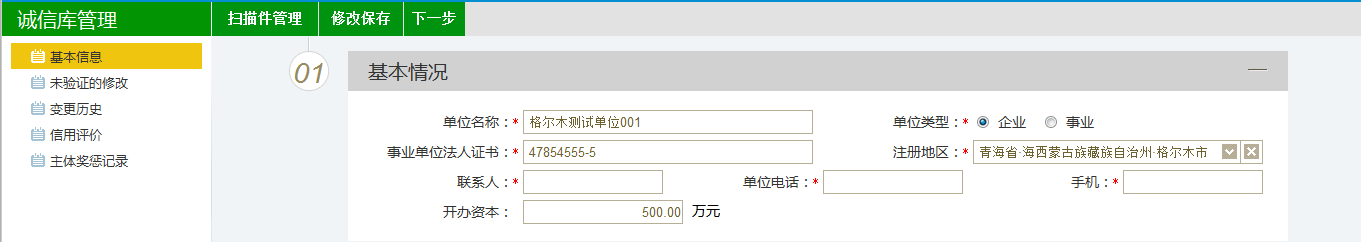 诚信库管理 扫描件管理 修改保存 下一步
基本信息
未验证的修改
变更历史
信用评价
主体奖惩记录
01 基本情况
单位名称：* 格尔木测试单位001 单位类型：* 企业 事业
事业单位法人证书：* 47854555-5 注册地区：* 青海省·海西蒙古族藏族自治州·格尔木市
联系人：* 单位电话：* 手机：*
开办资本： 500.00 万元